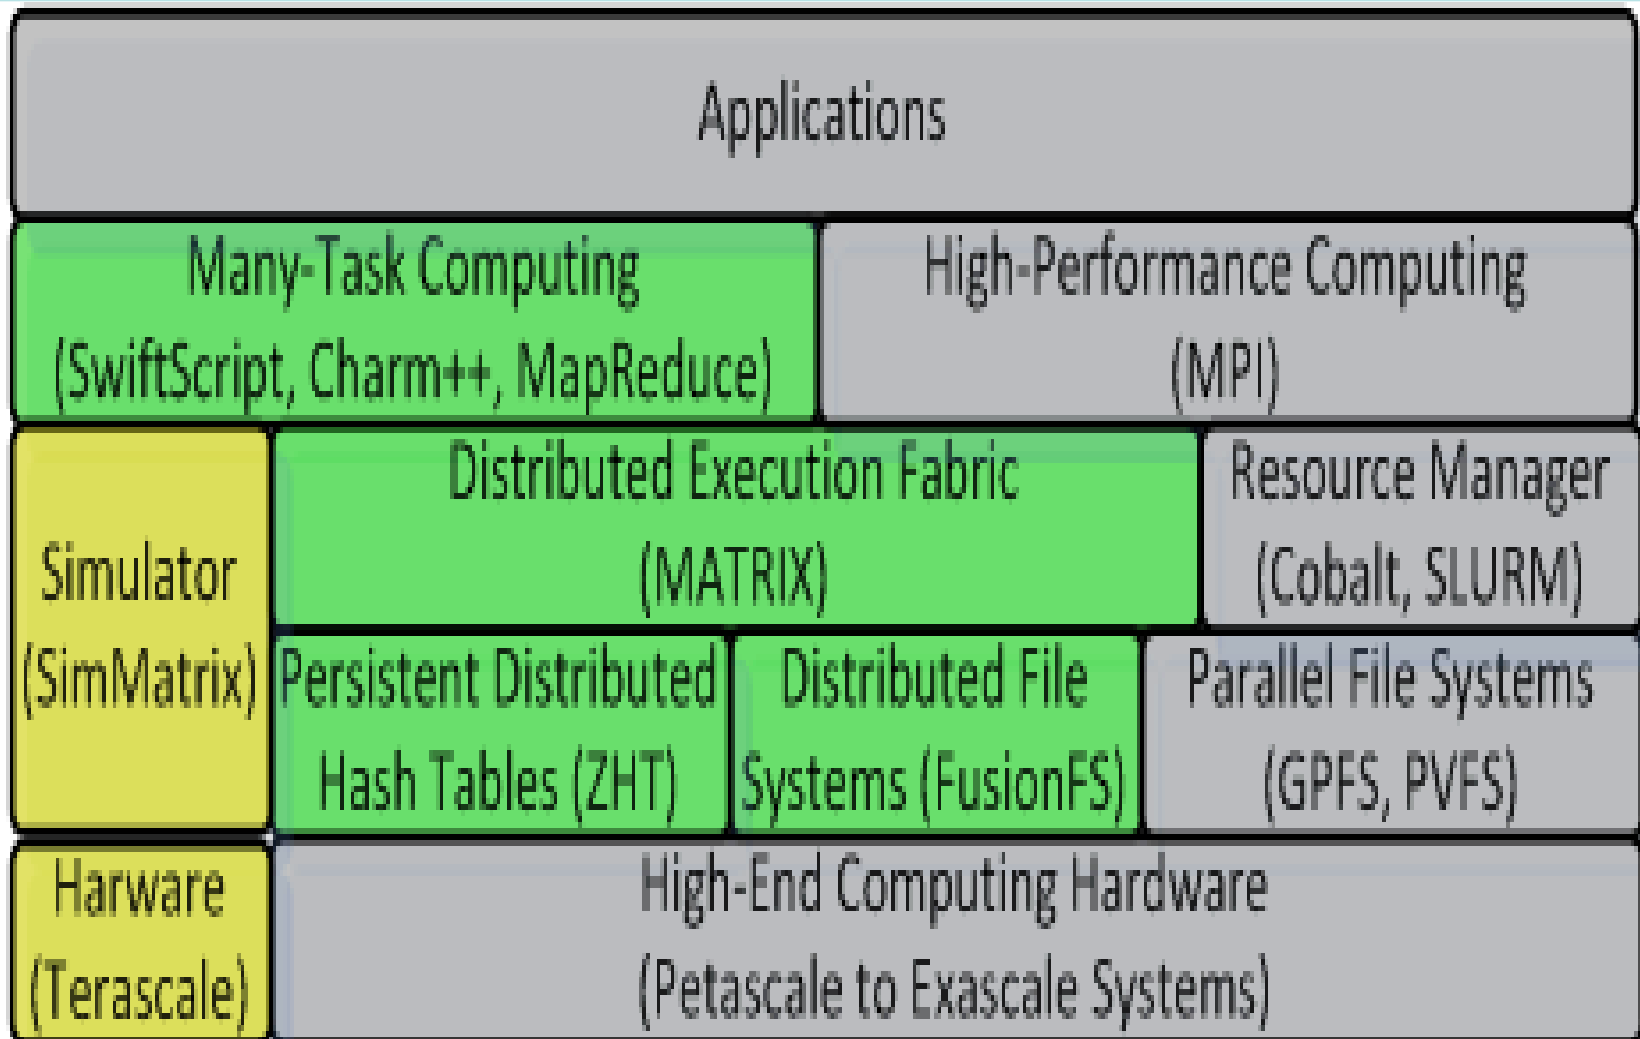 Applications
Many-Task Computing
(SwiftScript, Charm++, MapReduce)
High-Performance Computing
(MPI)
Simulator
(SimMatrix)
Distributed Execution Fabric
(MATRIX)
Resource Manager
(Cobalt, SLURM)
Persistent Distributed
Hash Tables (ZHT)
Distributed File
Systems (FusionFS)
Parallel File Systems
(GPFS, PVFS)
Harware
(Terascale)
High-End Computing Hardware
(Petascale to Exascale Systems)